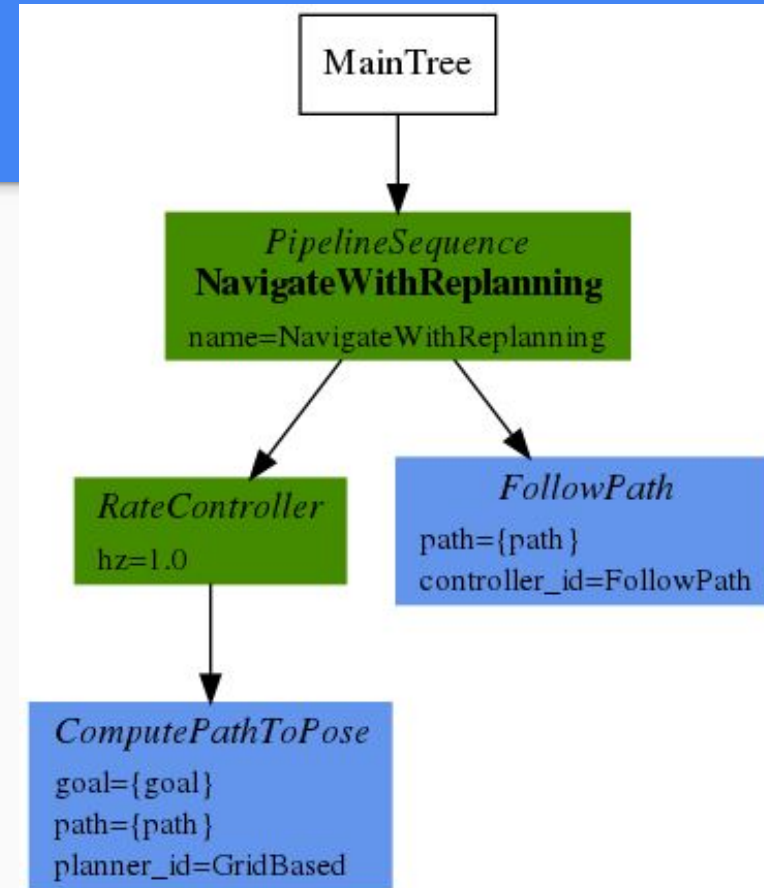 MainTree
PipelineSequence
NavigateWithReplanning
name=NavigateWithReplanning
RateController
hz=1.0
FollowPath
path={path}
controller_id=FollowPath
ComputePathToPose
goal={goal}
path={path}
planner_id=GridBased